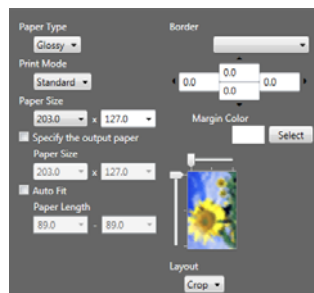 Paper Type
Glossy
Print Mode
Standard
Paper Size
203.0 x 127.0
Specify the output paper
Paper Size
203.0 x 127.0
Auto Fit
Paper Length
89.0 - 89.0
Border
0.0
0.0 0.0
0.0
Margin Color
Select
Layout
Crop